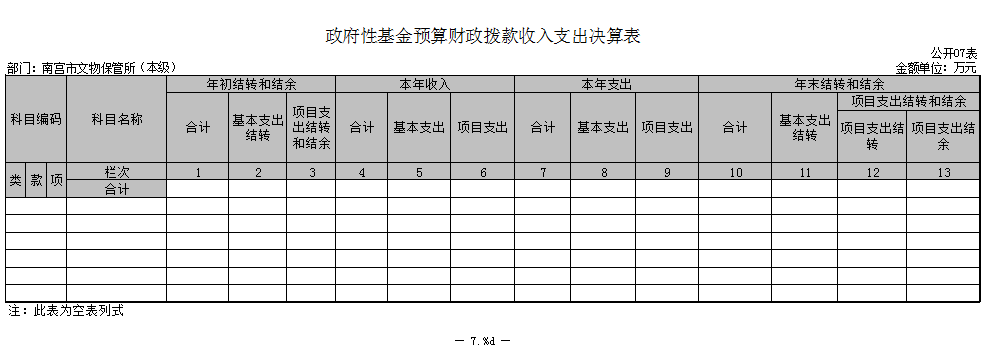 政府性基金预算财政拨款收入支出决算表
公开07表
部门：南宫市文物保管所（本级） 金额单位：万元
科目编码 科目名称 年初结转和结余 本年收入 本年支出 年末结转和结余
合计 基本支出结转 项目支出结转和结余 合计 基本支出 项目支出 合计 基本支出 项目支出 合计 基本支出结转 项目支出结转和结余
项目支出结转 项目支出结余
类 款 项 栏次 1 2 3 4 5 6 7 8 9 10 11 12 13
合计
注：此表为空表列式
— 7.%d —